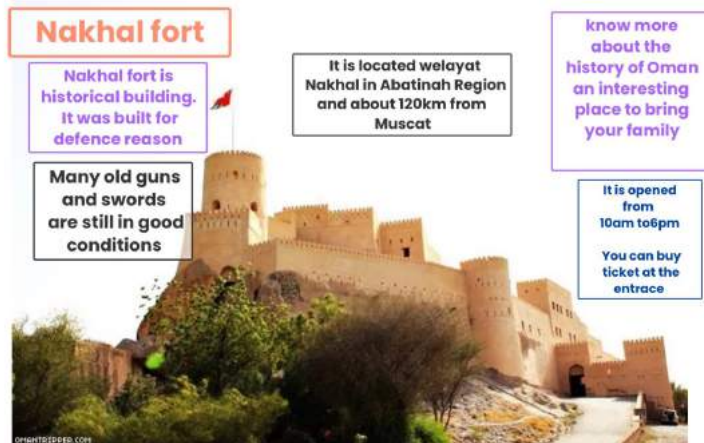 Nakhal fort
Nakhal fort is
historical building.
It was built for
defence reason
Many old guns
and swords
are still in good
conditions
It is located welayat
Nakhal in Abatinah Region
and about 120km from
Muscat
know more
about the
history of Oman
an interesting
place to bring
your family
It is opened
from
10am to6pm
You can buy
ticket at the
entrace
OMANTRIPPER.COM